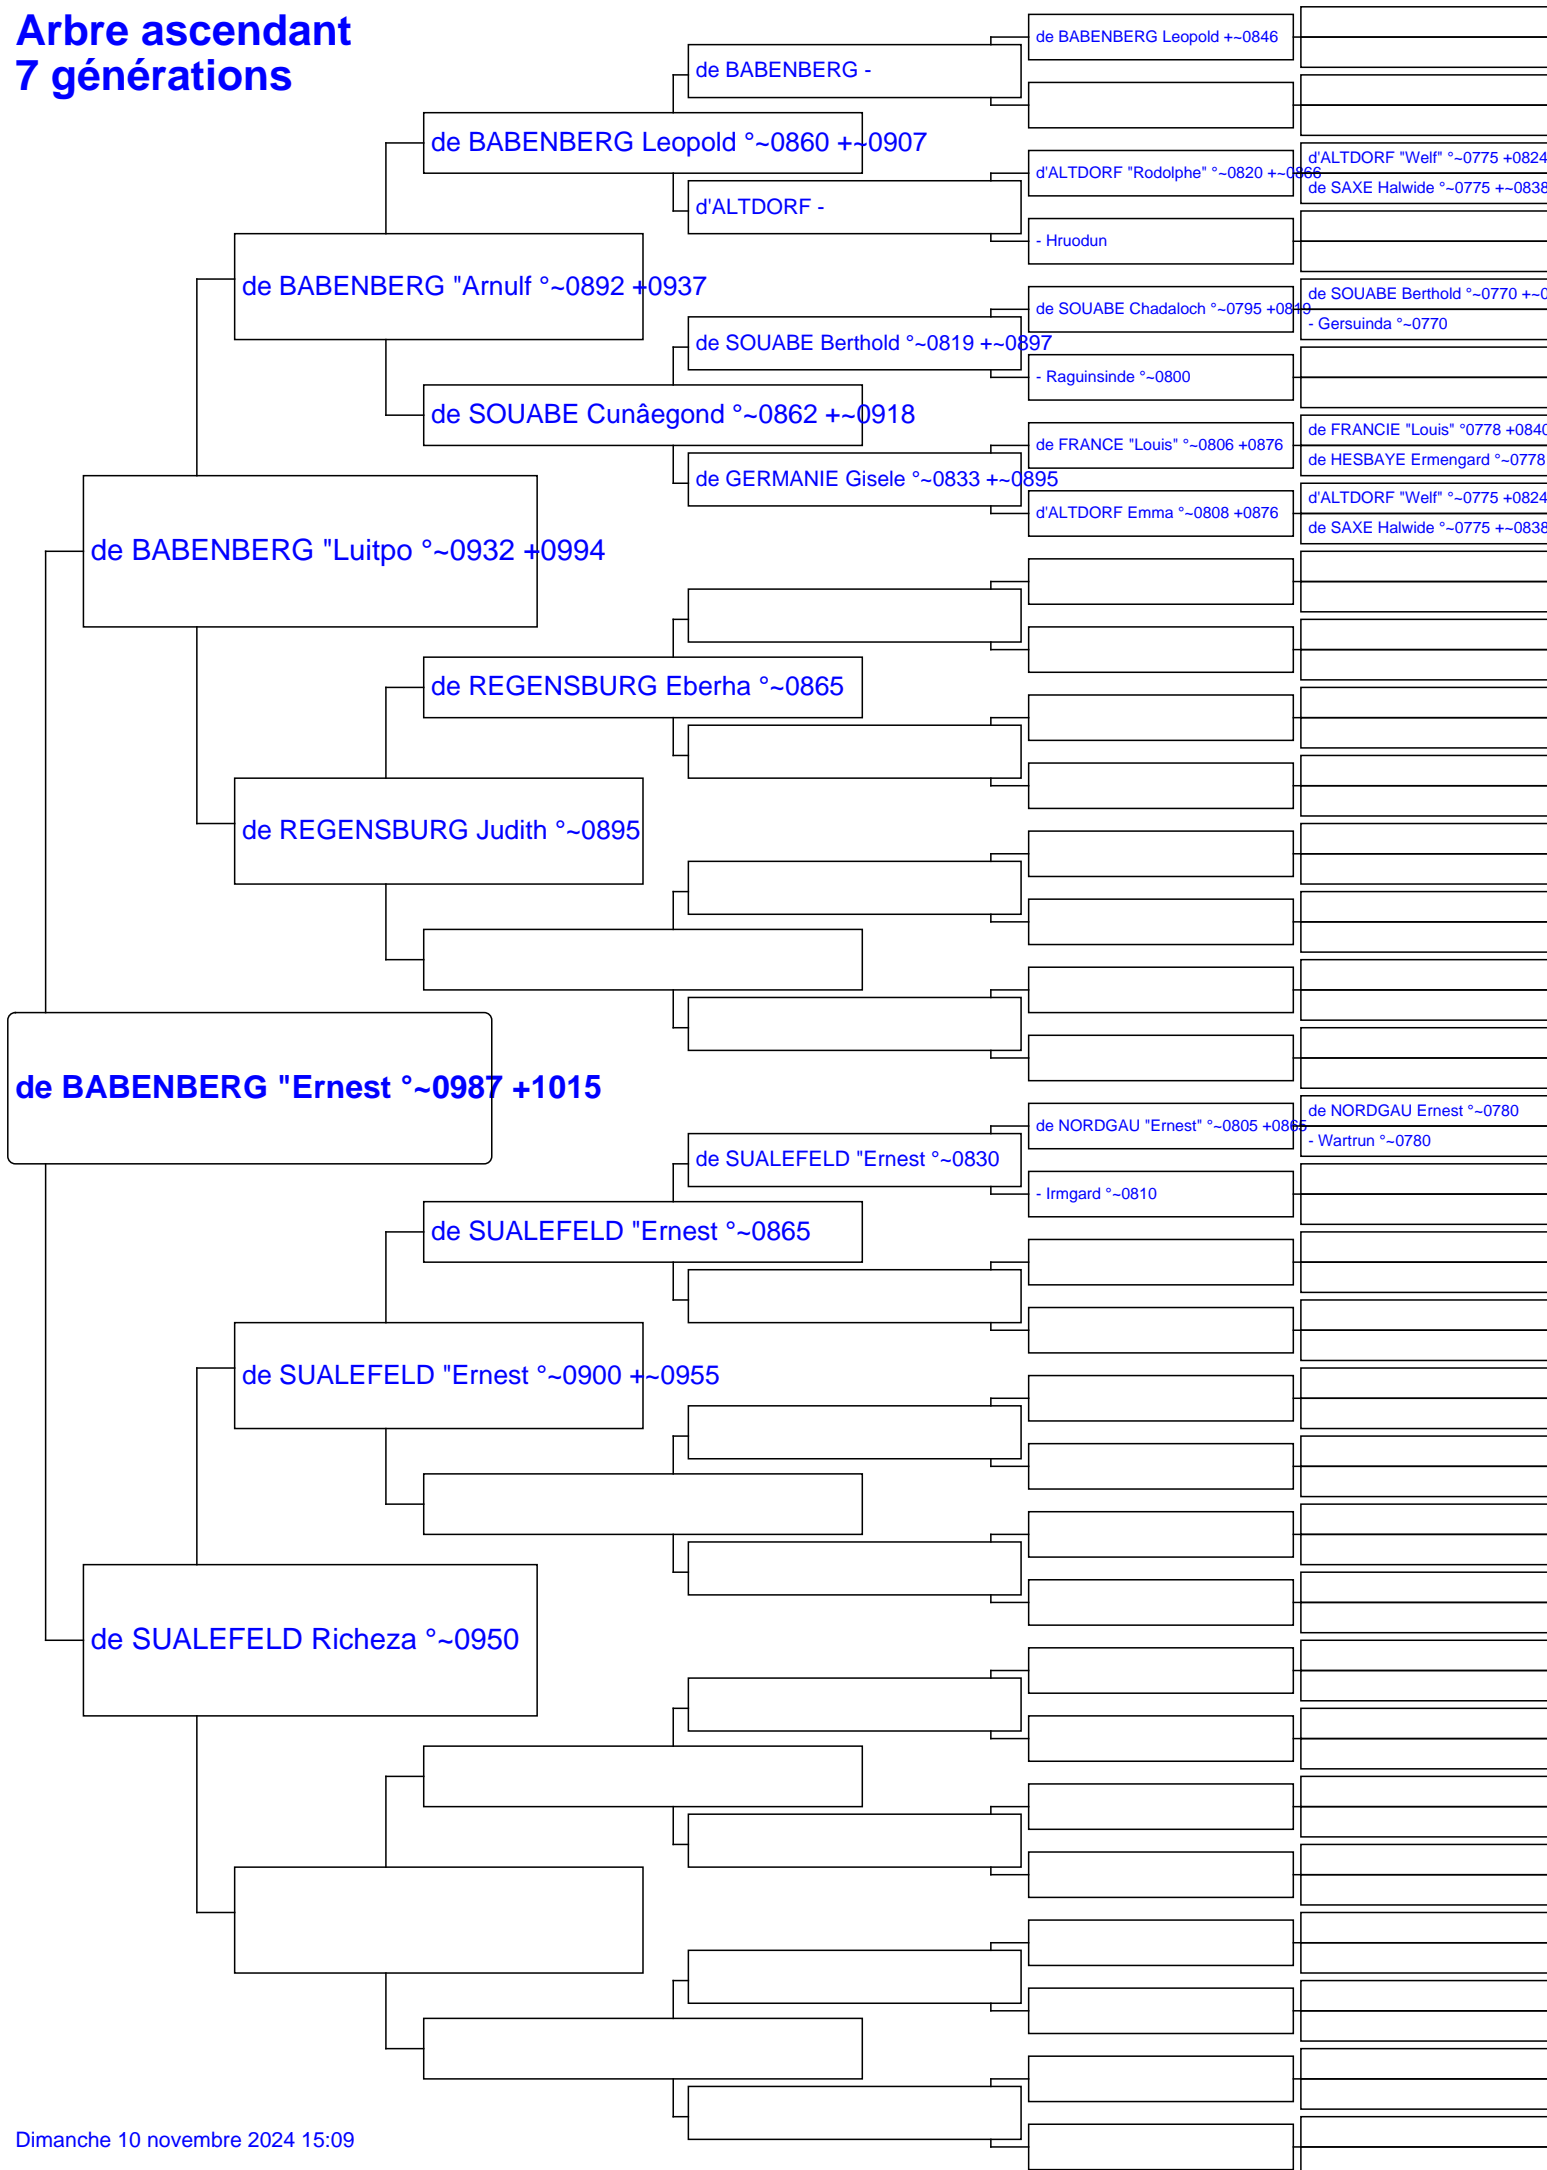 Arbre ascendant
7 générations
de BABENBERG Leopold +~0846
de BABENBERG -
de BABENBERG Leopold °~0860 +~0907
d'ALTDORF "Welf" °~0775 +0824
d'ALTDORF "Rodolphe" °~0820 +~0866
de SAXE Halwide °~0775 +~0838
d'ALTDORF -
- Hruodun
de BABENBERG "Arnulf °~0892 +0937
de SOUABE Berthold °~0770 +~0
de SOUABE Chadaloch °~0795 +0819
- Gersuinda °~0770
de SOUABE Berthold °~0819 +~0897
- Raguinsinde °~0800
de SOUABE Cunâegond °~0862 +~0918
de FRANCIE "Louis" °0778 +0840
de FRANCE "Louis" °~0806 +0876
de HESBAYE Ermengard °~0778
de GERMANIE Gisele °~0833 +~0895
d'ALTDORF "Welf" °~0775 +0824
d'ALTDORF Emma °~0808 +0876
de SAXE Halwide °~0775 +~0838
de BABENBERG "Luitpo °~0932 +0994
de REGENSBURG Eberha °~0865
de REGENSBURG Judith °~0895
de BABENBERG "Ernest °~0987 +1015
de NORDGAU Ernest °~0780
de NORDGAU "Ernest" °~0805 +0865
- Wartrun °~0780
de SUALEFELD "Ernest °~0830
- Irmgard °~0810
de SUALEFELD "Ernest °~0865
de SUALEFELD "Ernest °~0900 +~0955
de SUALEFELD Richeza °~0950
Dimanche 10 novembre 2024 15:09